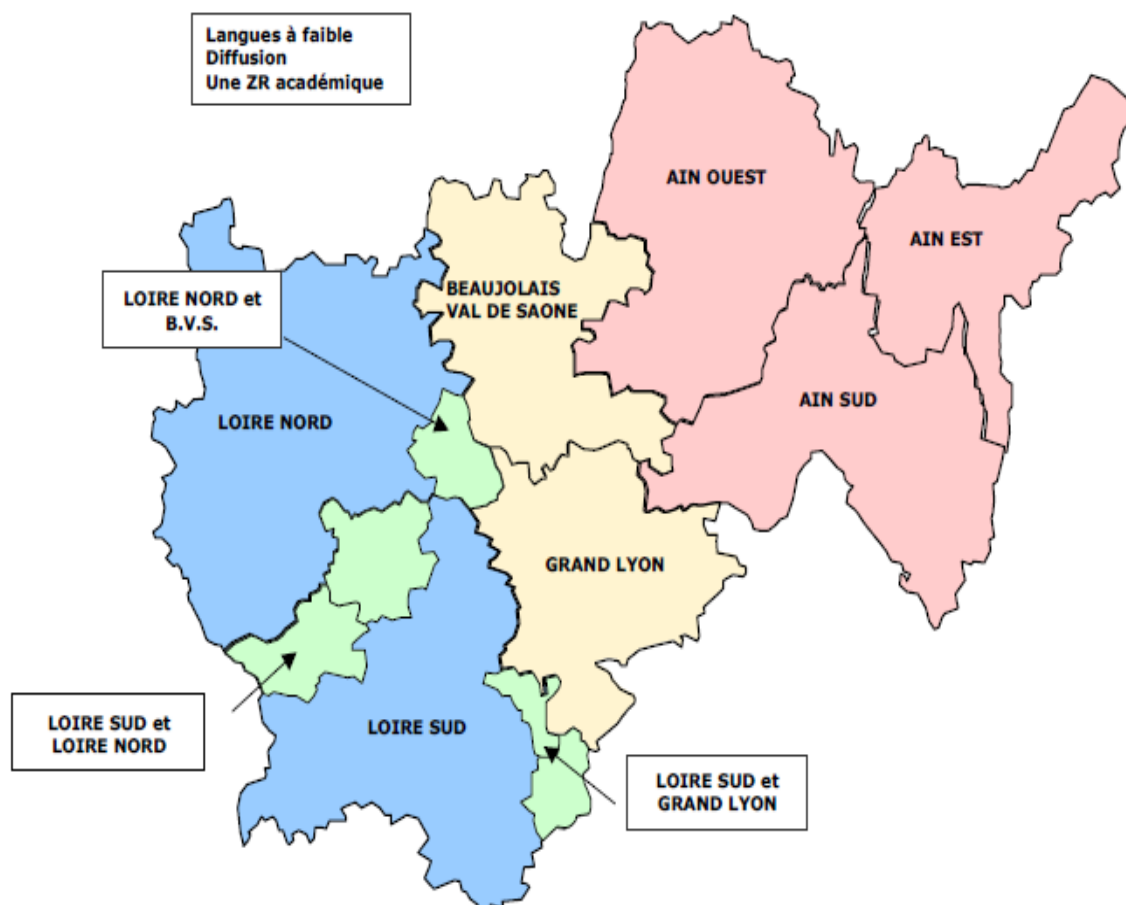 Langues à faible
Diffusion
Une ZR académique
AIN OUEST
AIN EST
LOIRE NORD et
B.V.S.
BEAUJOLAIS
VAL DE SAONE
AIN SUD
LOIRE NORD
GRAND LYON
LOIRE SUD et
LOIRE NORD
LOIRE SUD
LOIRE SUD et
GRAND LYON